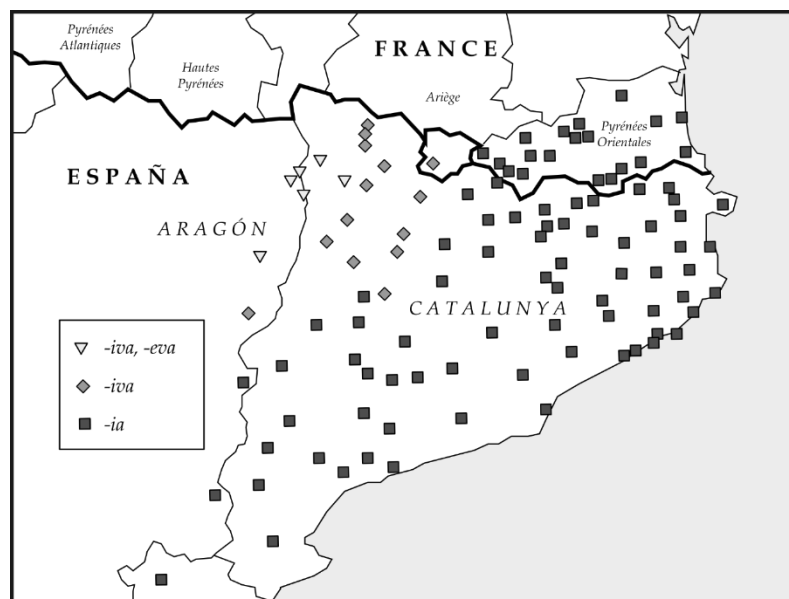 Pyrénées
Atlantiques
Hautes
Pyrénées
FRANCE
Ariège
Pyrénées
Orientales
ESPAÑA
ARAGÓN
CATALUNYA
-iva, -eva
-iva
-ia